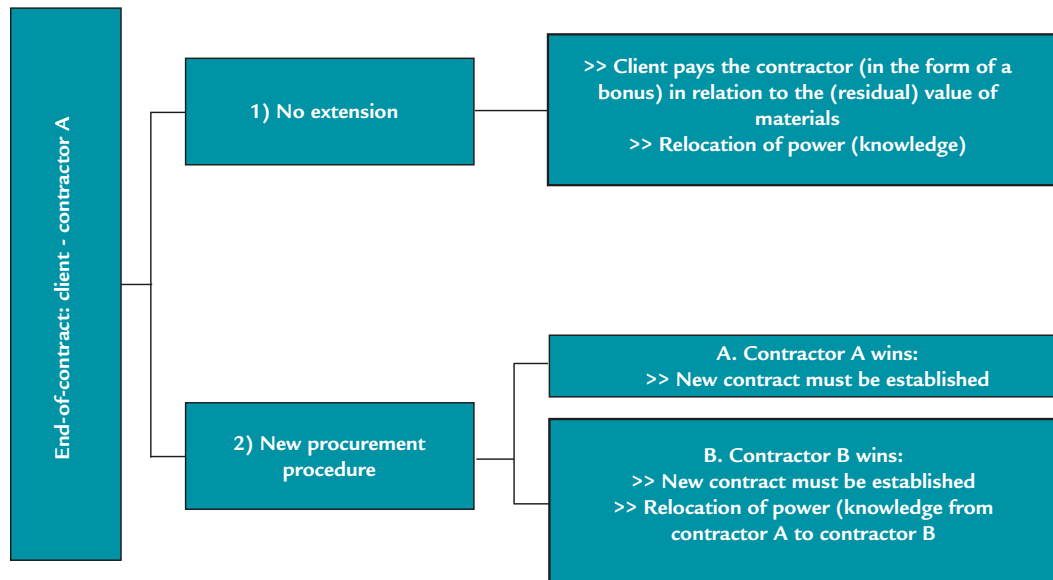 End-of-contract: client - contractor A
1) No extension
>> Client pays the contractor (in the form of a
bonus) in relation to the (residual) value of
materials
>> Relocation of power (knowledge)
2) New procurement
procedure
A. Contractor A wins:
>> New contract must be established
B. Contractor B wins:
>> New contract must be established
>> Relocation of power (knowledge from
contractor A to contractor B